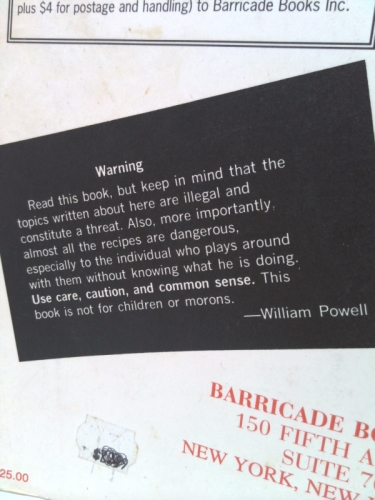 plus $4 for postage and handling) to Barricade Books Inc.
Warning
Read this book, but keep in mind that the
topics written about here are illegal and
constitute a threat. Also, more importantly,
almost all the recipes are dangerous,
especially to the individual who plays around
with them without knowing what he is doing.
Use care, caution, and common sense. This
book is not for children or morons.
—William Powell
BARRICADE BO
150 FIFTH A
SUITE 70
NEW YORK, NEW
25.00